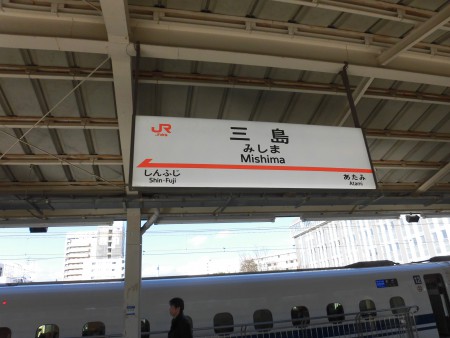 JR
三島
みしま
Mishima
しんふじ
Shin-Fuji
あたみ
Atami